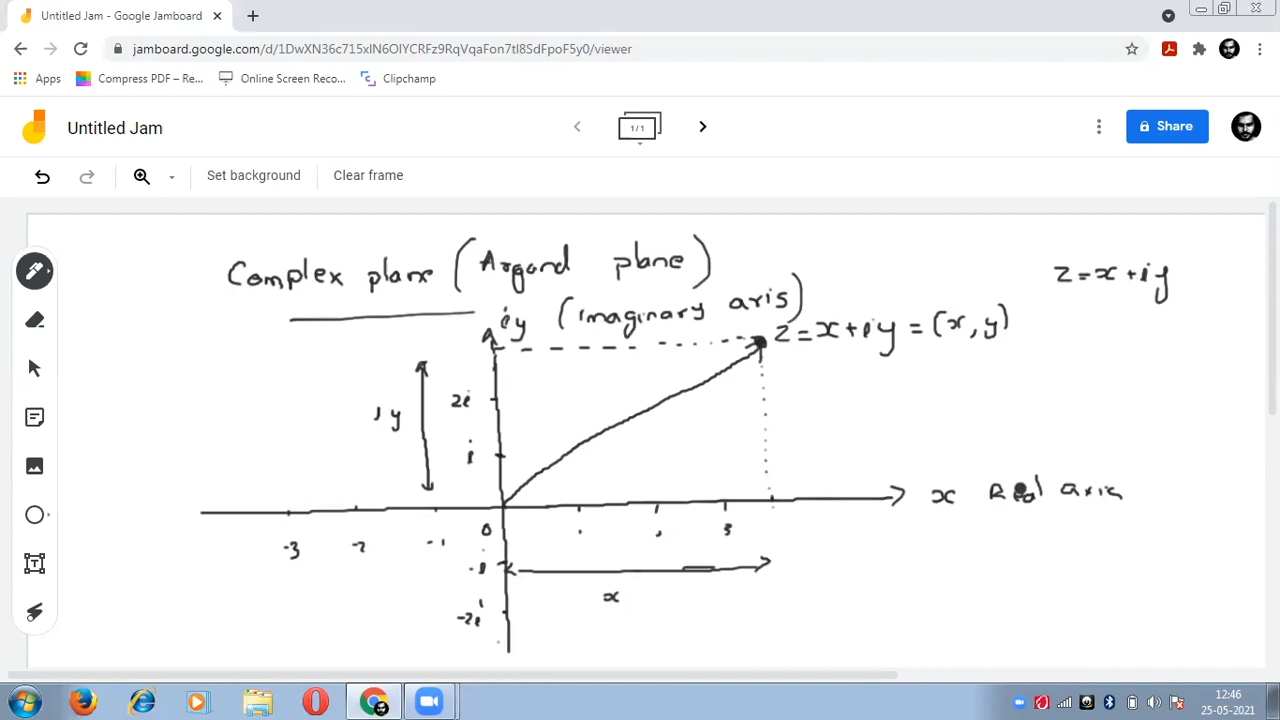 Untitled Jam - Google Jamboard
jamboard.google.com/d/1DwXN36c715xIN6OIYCRFz9RqVqaFon7tI8SdFpoF5y0/viewer
Apps Compress PDF – Re... Online Screen Reco... Clipchamp
Untitled Jam
1/1
Share
Set background Clear frame
Complex plane (Argand plane)
z=x+iy
iy (imaginary axis)
z=x+iy=(x,y)
2i
y
i
x Real axis
-3 -2 -1 0 3
-i
x
-2i
12:46
25-05-2021